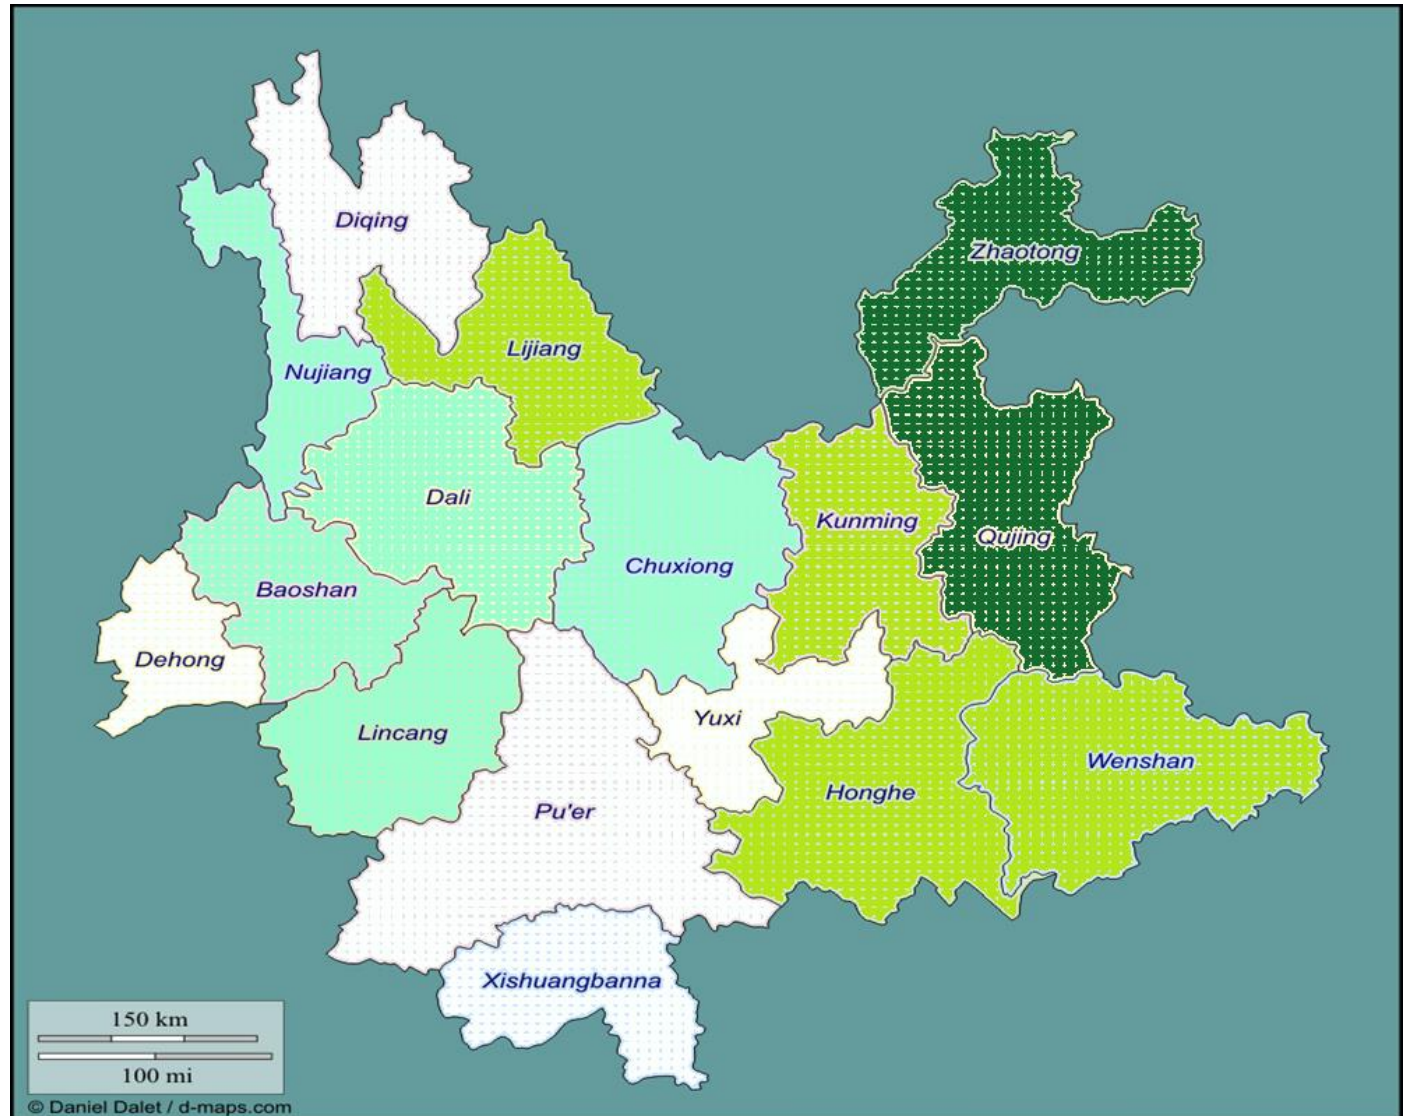 Diqing
Zhaotong
Lijiang
Nujiang
Dali
Kunming
Qujing
Chuxiong
Baoshan
Dehong
Yuxi
Lincang
Wenshan
Honghe
Pu'er
Xishuangbanna
150 km
100 mi
© Daniel Dalet / d-maps.com